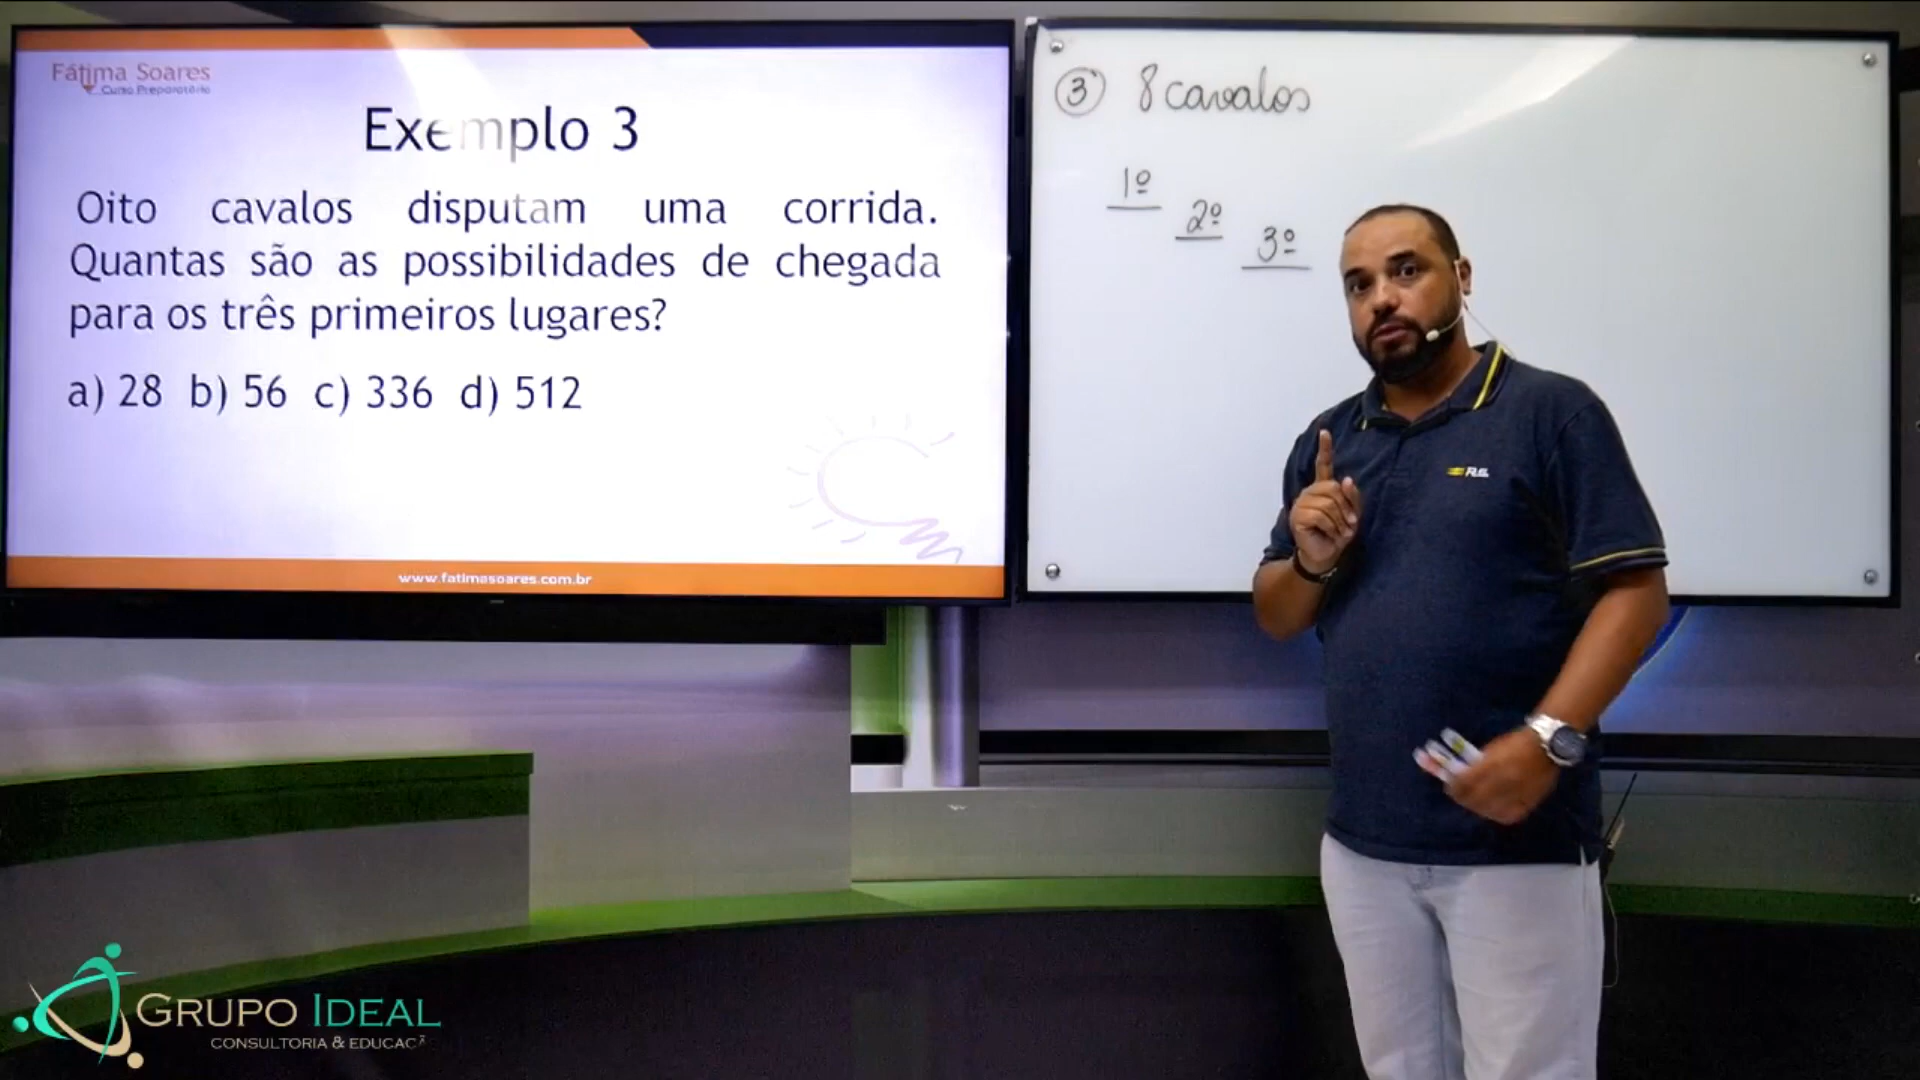 Fátima Soares
Curso Preparatório
Exemplo 3
Oito cavalos disputam uma corrida.
Quantas são as possibilidades de chegada
para os três primeiros lugares?
a) 28 b) 56 c) 336 d) 512
www.fatimasoares.com.br
3 8 cavalos
1º
2º
3º
GRUPO IDEAL
CONSULTORIA &